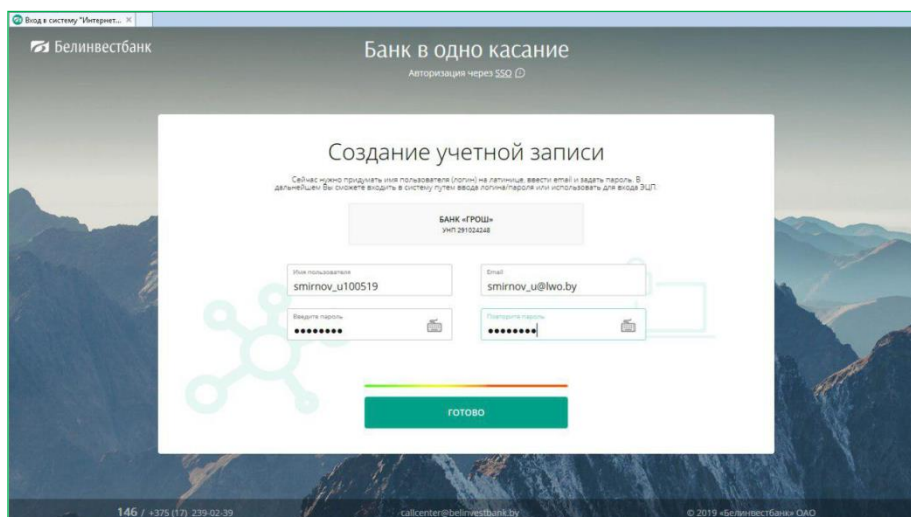 Вход в систему "Интернет...
Белинвестбанк
Банк в одно касание
Авторизация через SSO
Создание учетной записи
Сейчас нужно придумать имя пользователя (логин) на латинице, ввести email и задать пароль. В
дальнейшем Вы сможете входить в систему путем ввода логина/пароля или использовать для входа ЭЦП.
БАНК «ГРОШ»
УНП 291024248
Имя пользователя
smirnov_u100519
Email
smirnov_u@lwo.by
Введите пароль
Повторите пароль
ГОТОВО
146 / +375 (17) 239-02-39
callcenter@belinvestbank.by
© 2019 «Белинвестбанк» ОАО